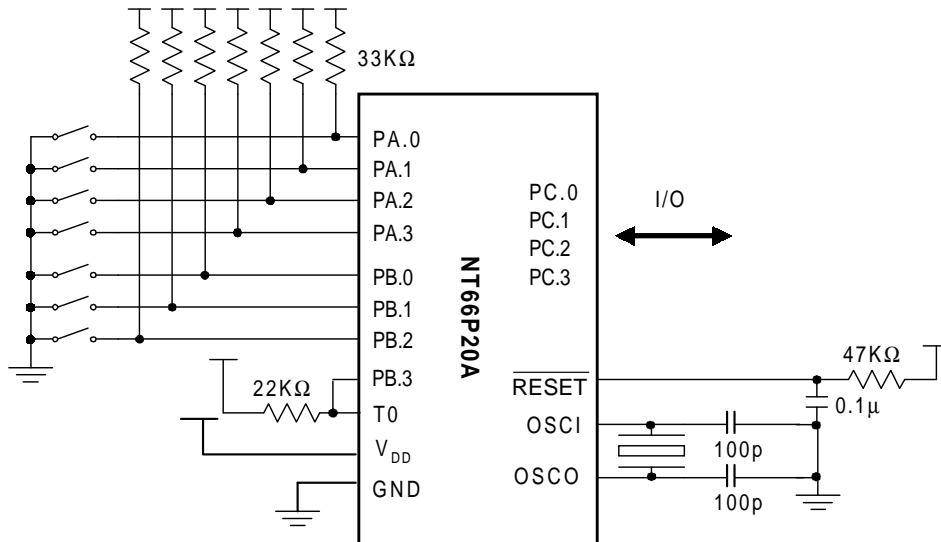 33KΩ
PA.0
PA.1
PA.2
PA.3
PB.0
PB.1
PB.2
PB.3
T0
VDD
GND
22KΩ
NT66P20A
PC.0
PC.1
PC.2
PC.3
I/O
RESET
OSCI
OSCO
47KΩ
0.1μ
100p
100p